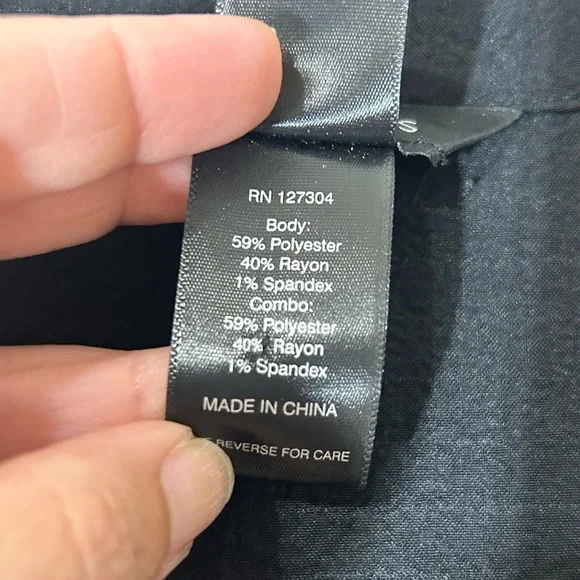 S
RN 127304
Body:
59% Polyester
40% Rayon
1% Spandex
Combo:
59% Polyester
40% Rayon
1% Spandex
MADE IN CHINA
REVERSE FOR CARE